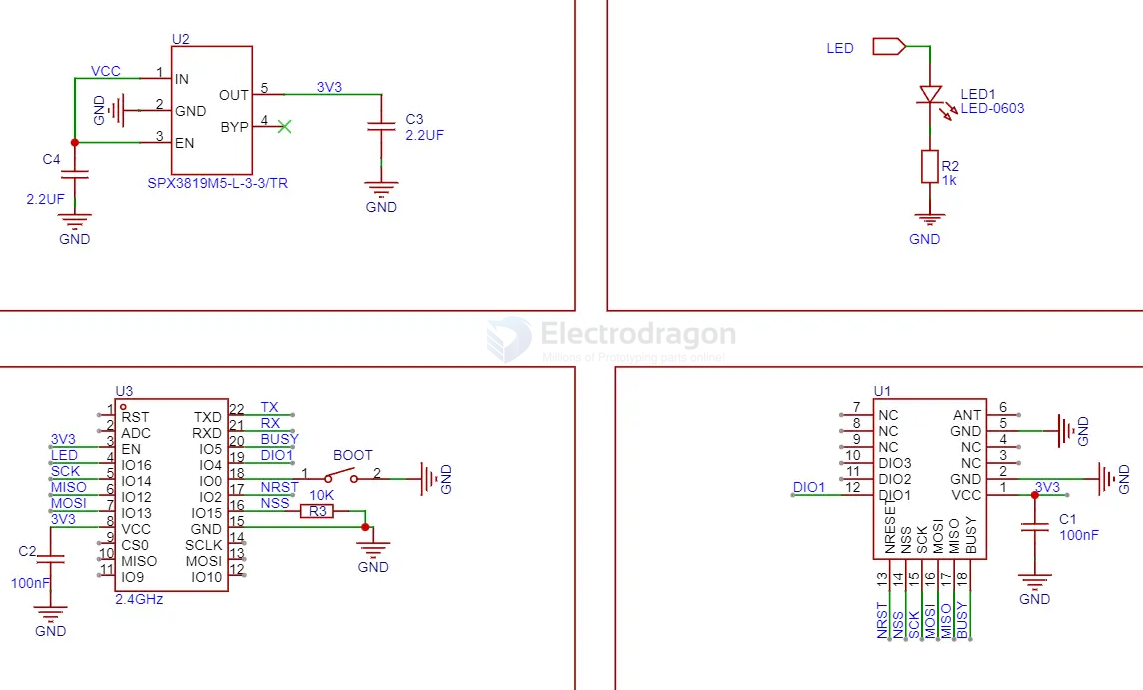 U2
VCC
1
IN
GND
2
GND
OUT
5
3V3
BYP
4
3
EN
C3
2.2UF
C4
2.2UF
SPX3819M5-L-3-3/TR
GND
GND
LED
LED1
LED-0603
R2
1k
GND
Electrodragon
Millions of Prototyping parts online!
U3
1 RST TXD 22 TX
2 ADC RXD 21 RX
3V3 3 EN IO5 20 BUSY
LED 4 IO16 IO4 19 DIO1
SCK 5 IO14 IO0 18 1 BOOT 2 GND
MISO 6 IO12 IO2 17 NRST
MOSI 7 IO13 IO15 16 NSS 10K R3
3V3 8 VCC GND 15
9 CS0 SCLK 14
10 MISO MOSI 13
11 IO9 IO10 12
2.4GHz
C2
100nF
GND
GND
U1
7 NC ANT 6
8 NC GND 5 GND
9 NC NC 4
10 DIO3 NC 3
11 DIO2 GND 2 GND
DIO1 12 DIO1 VCC 1 3V3
NRESET NSS SCK MOSI MISO BUSY
13 14 15 16 17 18
NRST NSS SCK MOSI MISO BUSY
C1
100nF
GND